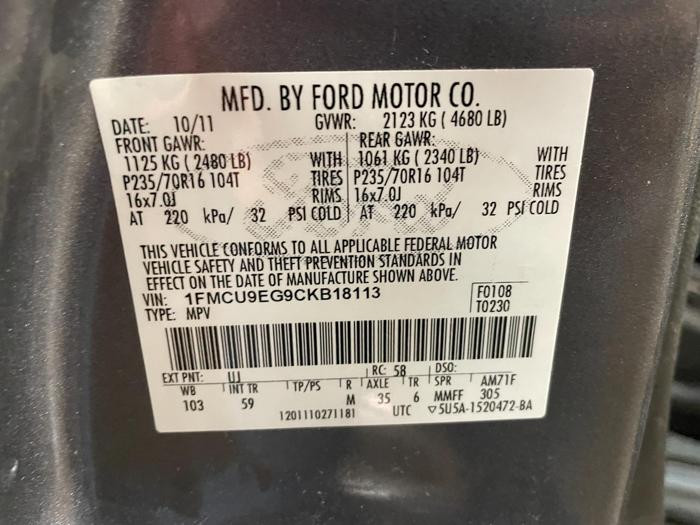 MFD. BY FORD MOTOR CO.
DATE: 10/11 GVWR: 2123 KG ( 4680 LB)
FRONT GAWR: REAR GAWR:
1125 KG ( 2480 LB) WITH 1061 KG ( 2340 LB) WITH
P235/70R16 104T TIRES P235/70R16 104T TIRES
16x7.0J RIMS 16x7.0J RIMS
AT 220 kPa/ 32 PSI COLD AT 220 kPa/ 32 PSI COLD
THIS VEHICLE CONFORMS TO ALL APPLICABLE FEDERAL MOTOR
VEHICLE SAFETY AND THEFT PREVENTION STANDARDS IN
EFFECT ON THE DATE OF MANUFACTURE SHOWN ABOVE.
VIN: 1FMCU9EG9CKB18113 F0108
TYPE: MPV T0230
EXT PNT: UJ RC: 58 DSO:
WB INT TR TP/PS R AXLE TR SPR AM71F
103 59 M 35 6 MMFF 305
1201110271181 UTC ▽5U5A-1520472-BA